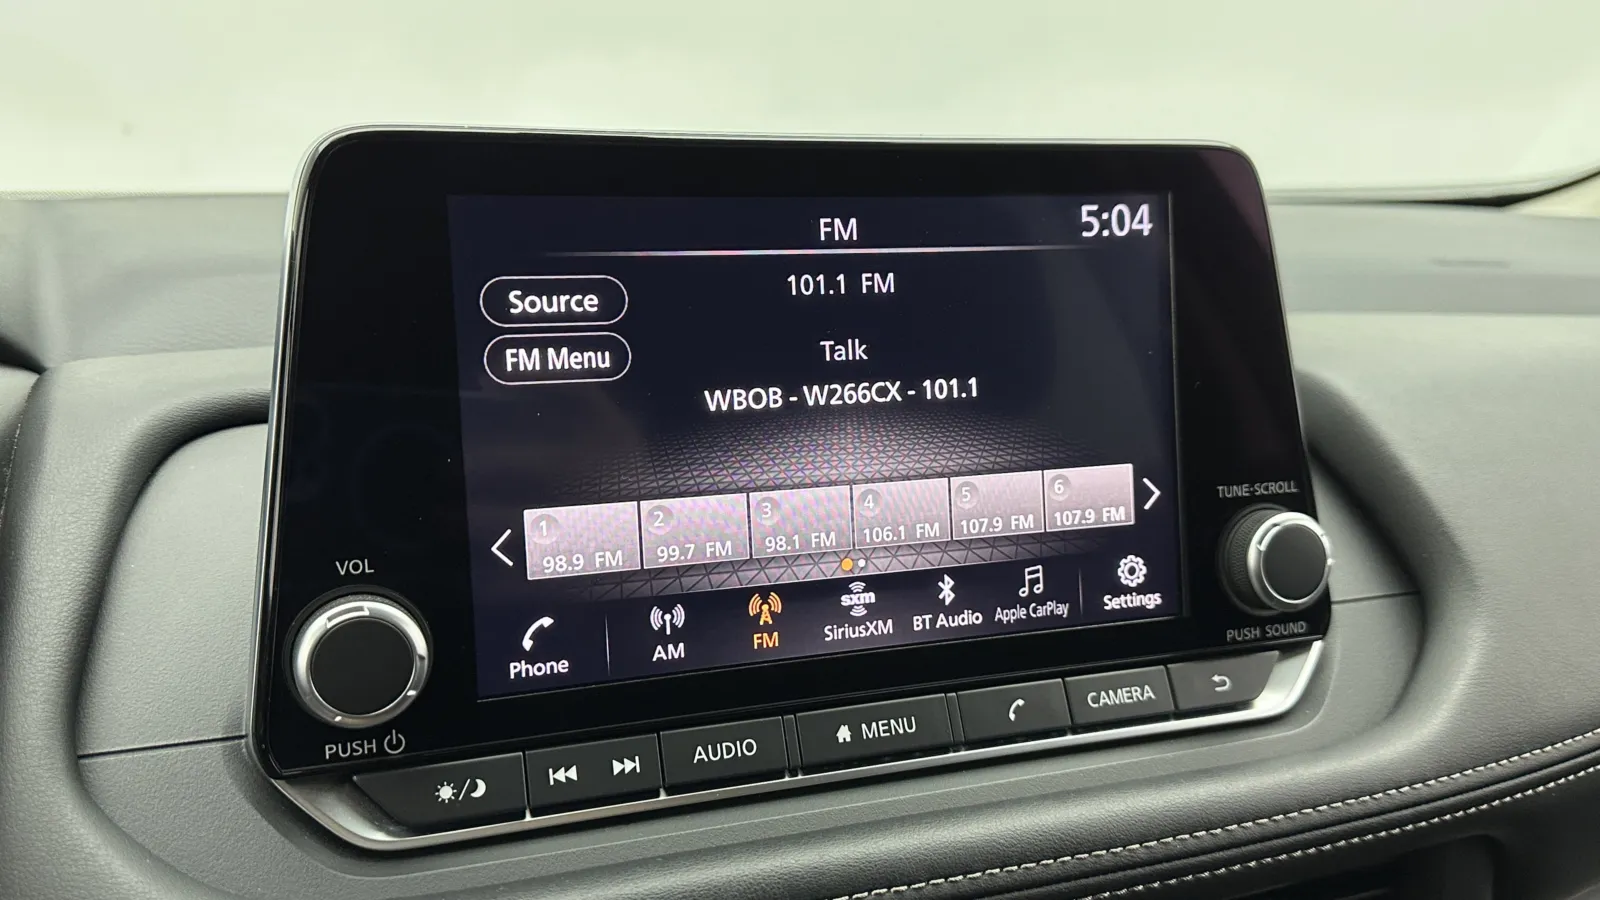 FM
5:04
Source
101.1 FM
FM Menu
Talk
WBOB - W266CX - 101.1
1
98.9 FM
2
99.7 FM
3
98.1 FM
4
106.1 FM
5
107.9 FM
6
107.9 FM
Phone
AM
FM
sxm
SiriusXM
BT Audio
Apple CarPlay
Settings
VOL
PUSH
TUNE·SCROLL
PUSH SOUND
AUDIO
MENU
CAMERA